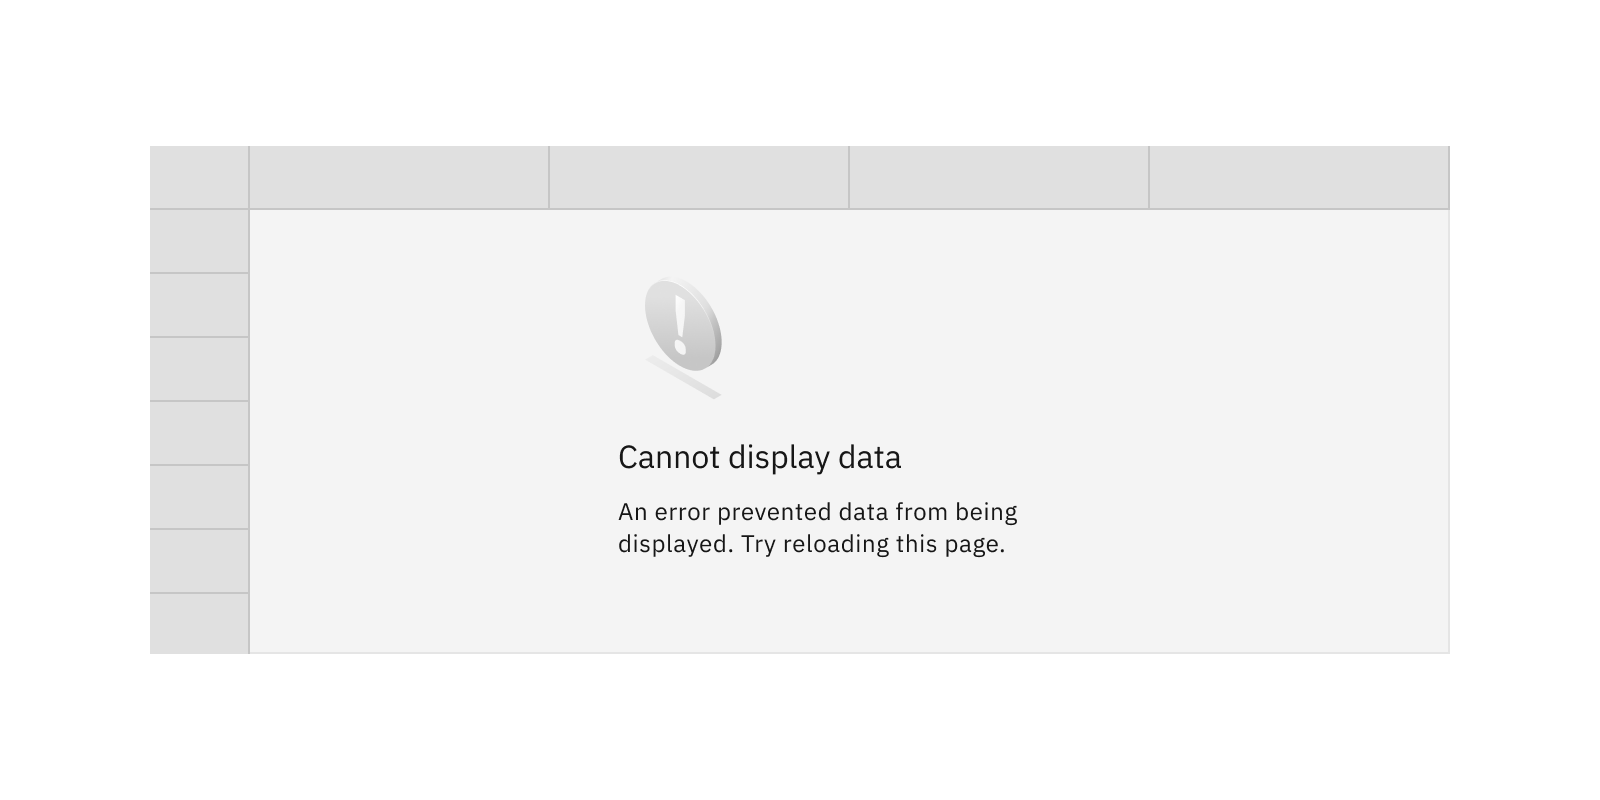 Cannot display data
An error prevented data from being
displayed. Try reloading this page.